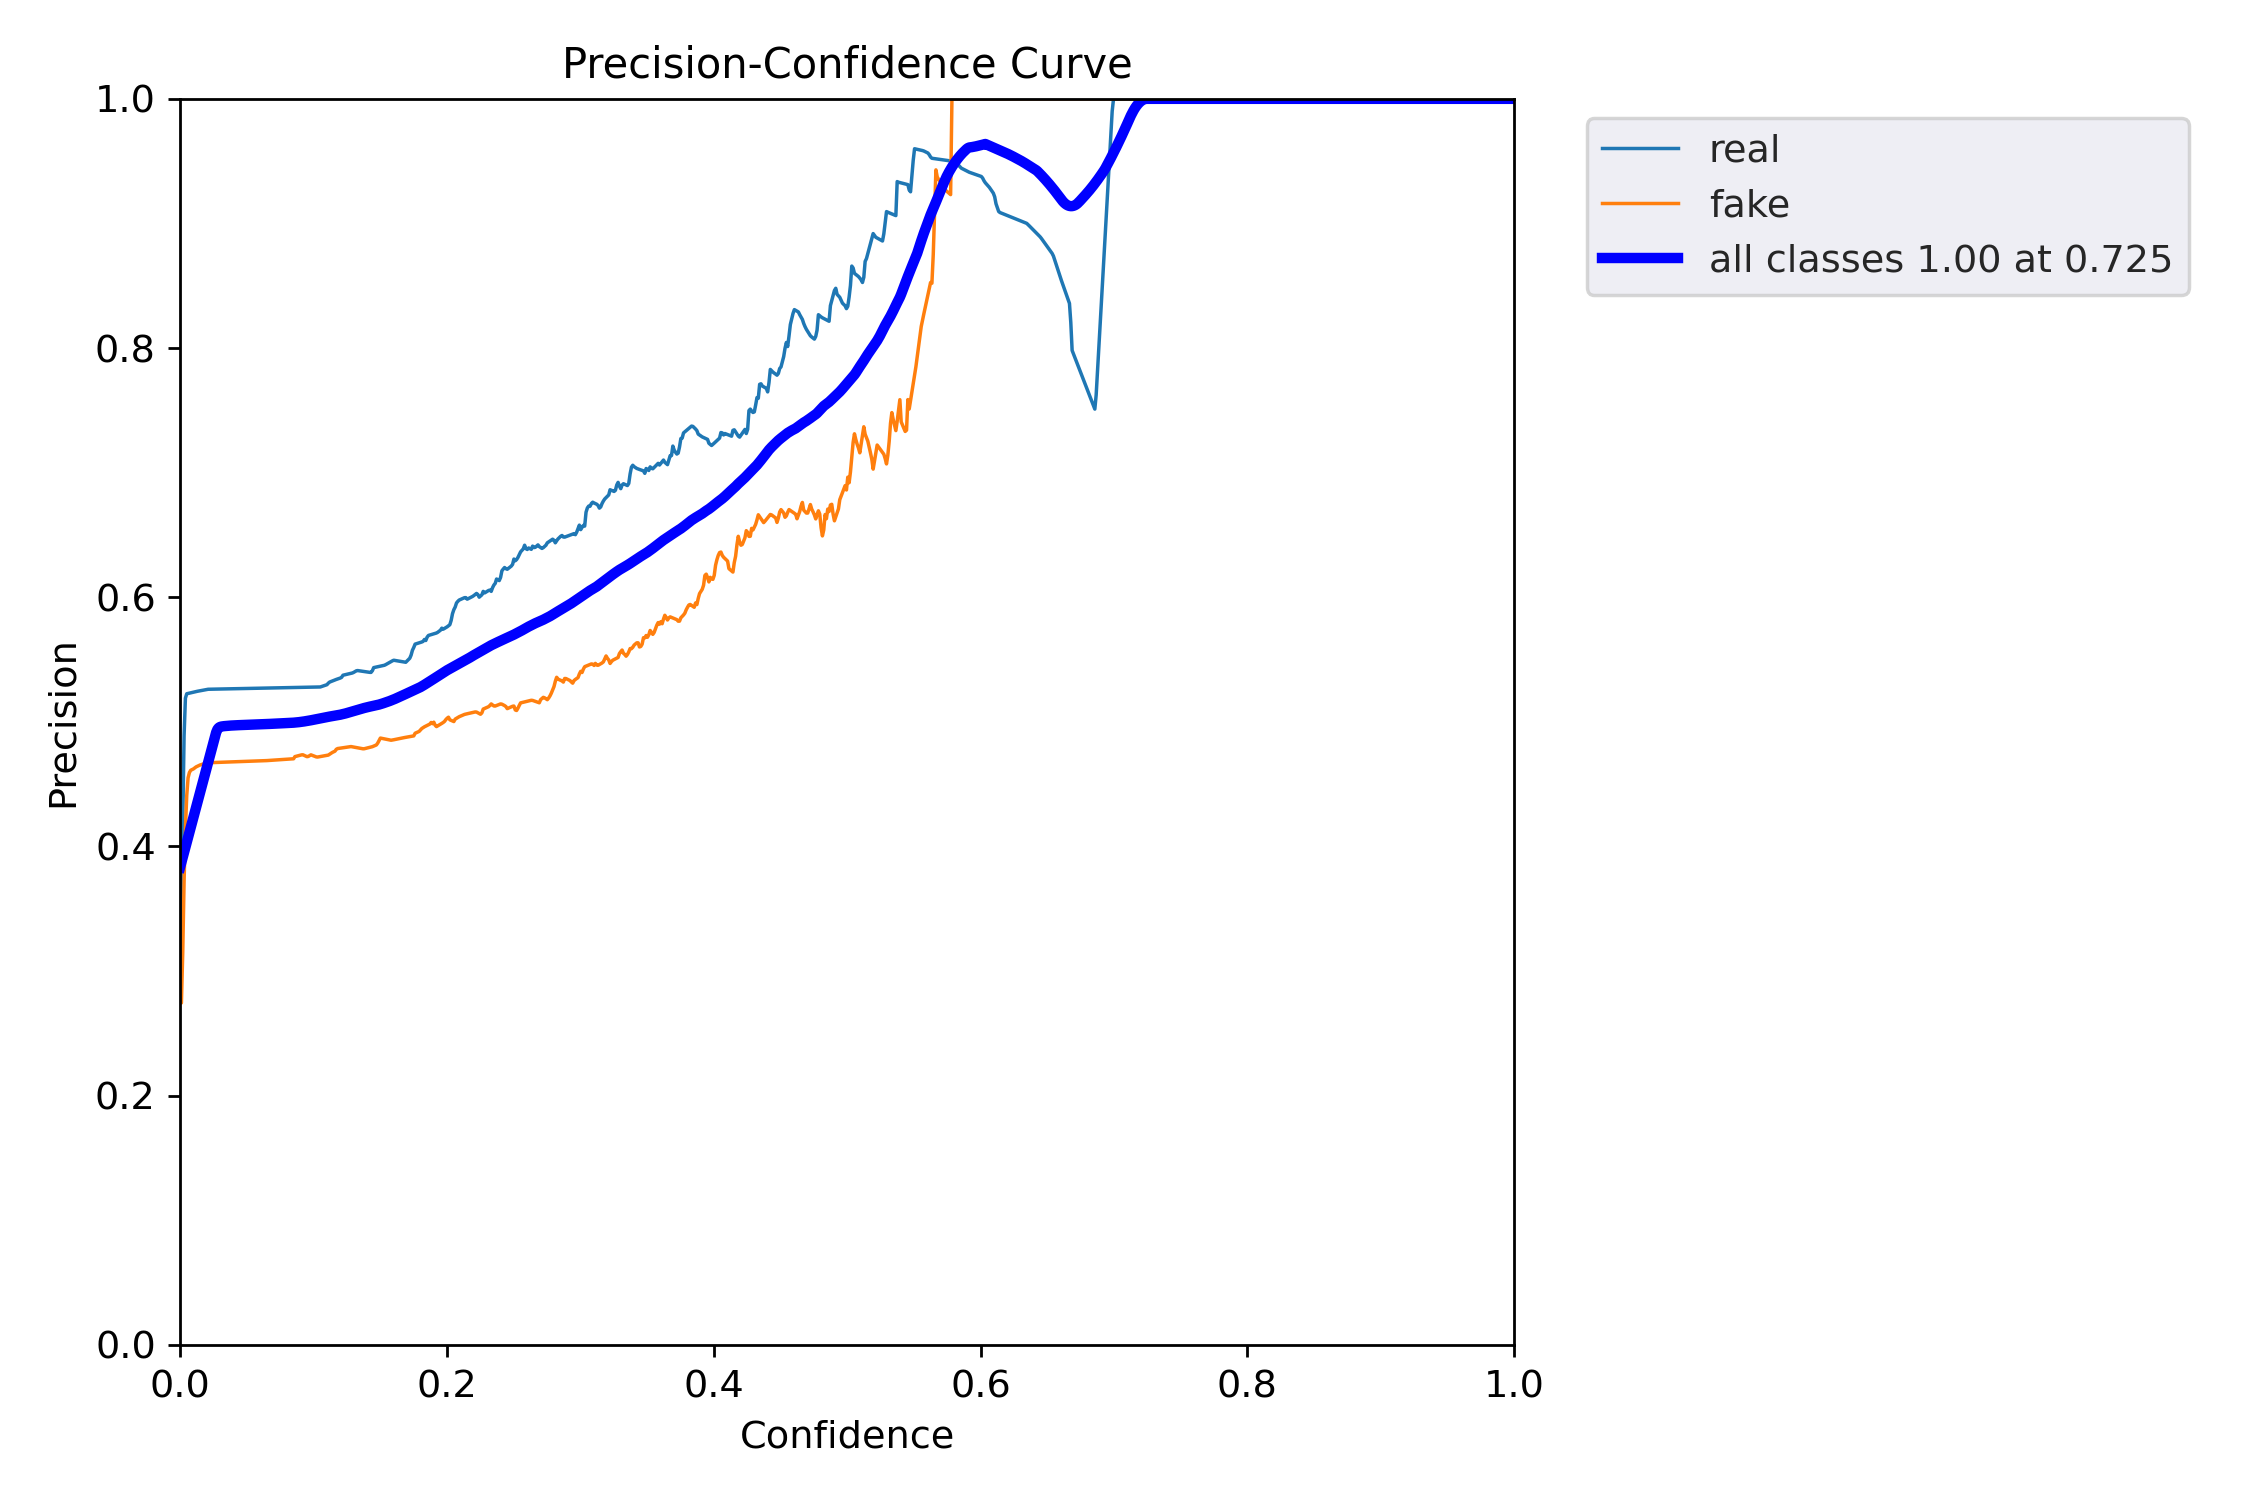 Precision-Confidence Curve
1.0
0.8
0.6
0.4
0.2
0.0
Precision
0.0 0.2 0.4 0.6 0.8 1.0
Confidence
real
fake
all classes 1.00 at 0.725